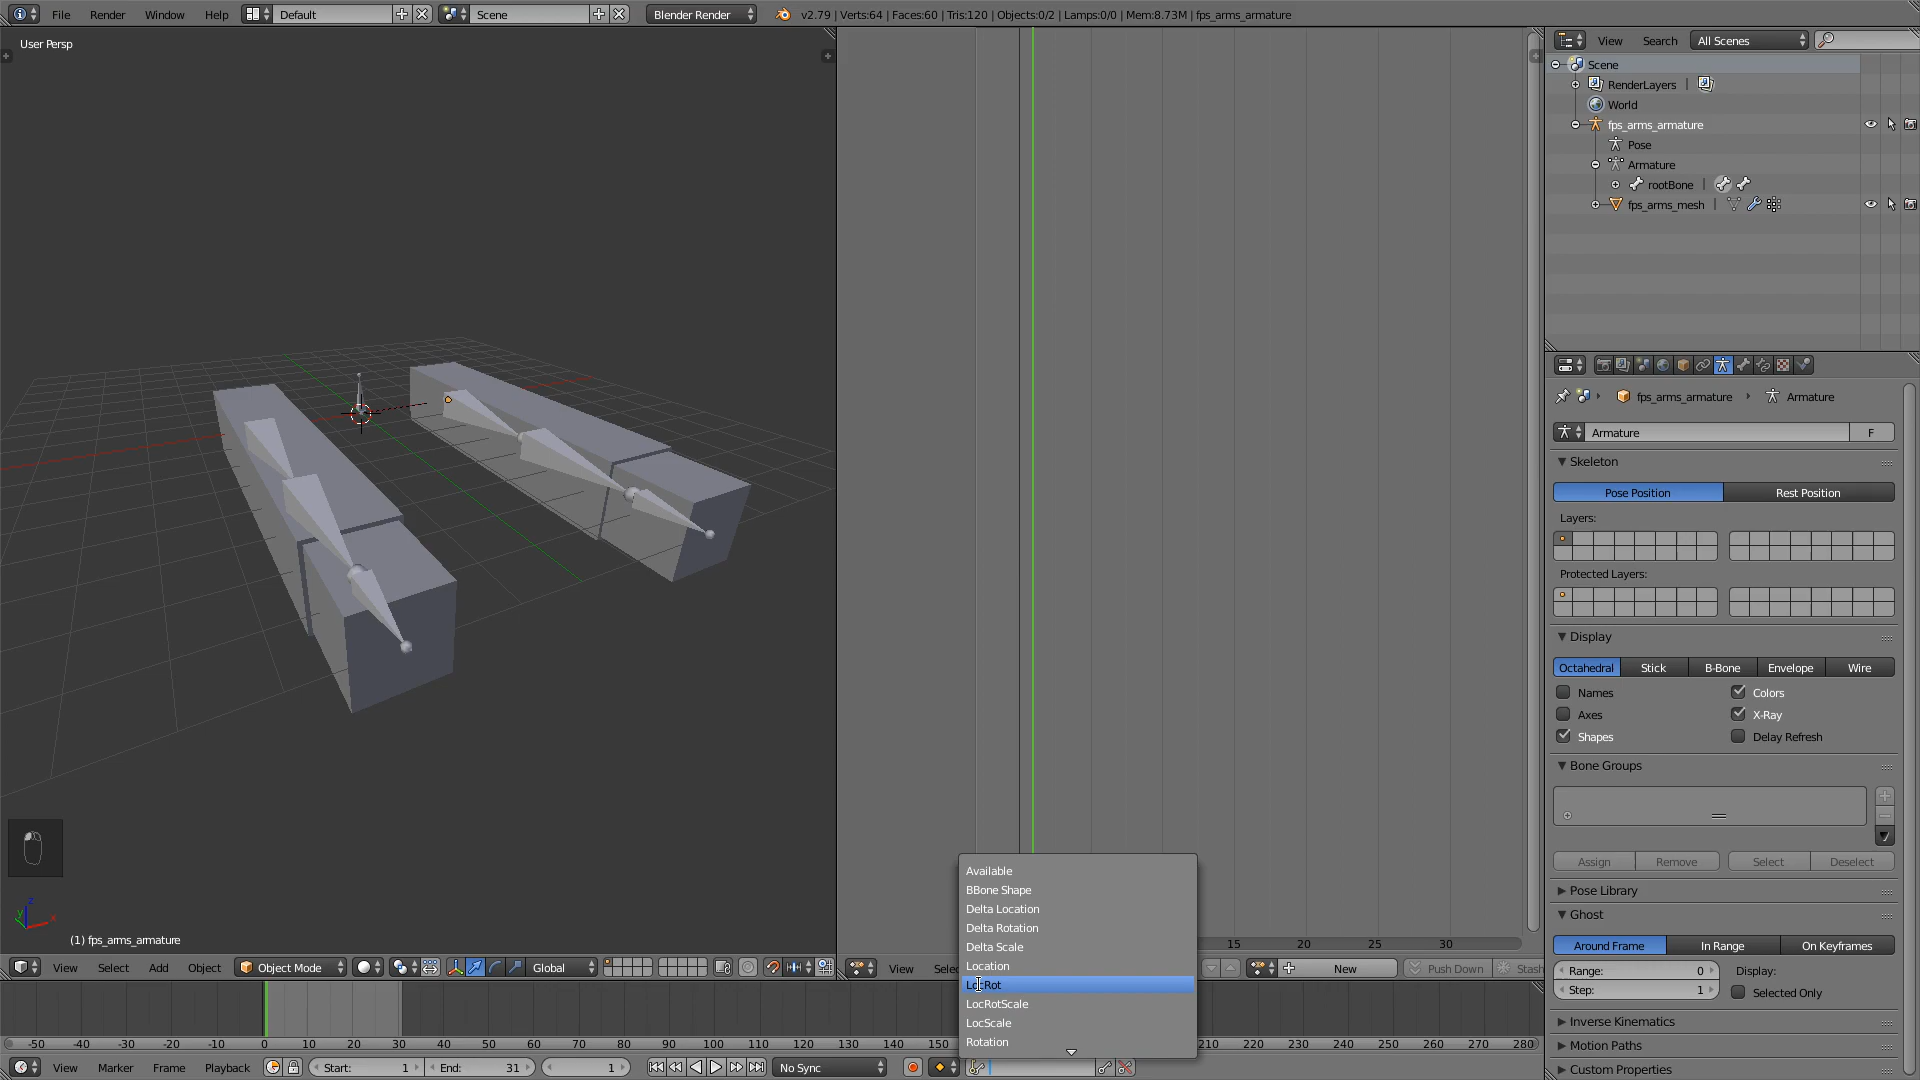 File Render Window Help Default Scene Blender Render v2.79 | Verts:64 | Faces:60 | Tris:120 | Objects:0/2 | Lamps:0/0 | Mem:8.73M | fps_arms_armature
User Persp
(1) fps_arms_armature
View Select Add Object Object Mode Global
Available
BBone Shape
Delta Location
Delta Rotation
Delta Scale
Location
LocRot
LocRotScale
LocScale
Rotation
15 20 25 30
View New Push Down Stash
-50 -40 -30 -20 -10 0 10 20 30 40 50 60 70 80 90 100 110 120 130 140 150 210 220 230 240 250 260 270 280
View Marker Frame Playback Start: 1 End: 31 1 No Sync
View Search All Scenes
Scene
RenderLayers |
World
fps_arms_armature
Pose
Armature
rootBone |
fps_arms_mesh |
fps_arms_armature Armature
Armature F
Skeleton
Pose Position Rest Position
Layers:
Protected Layers:
Display
Octahedral Stick B-Bone Envelope Wire
Names Colors
Axes X-Ray
Shapes Delay Refresh
Bone Groups
Assign Remove Select Deselect
Pose Library
Ghost
Around Frame In Range On Keyframes
Range: 0 Display:
Step: 1 Selected Only
Inverse Kinematics
Motion Paths
Custom Properties